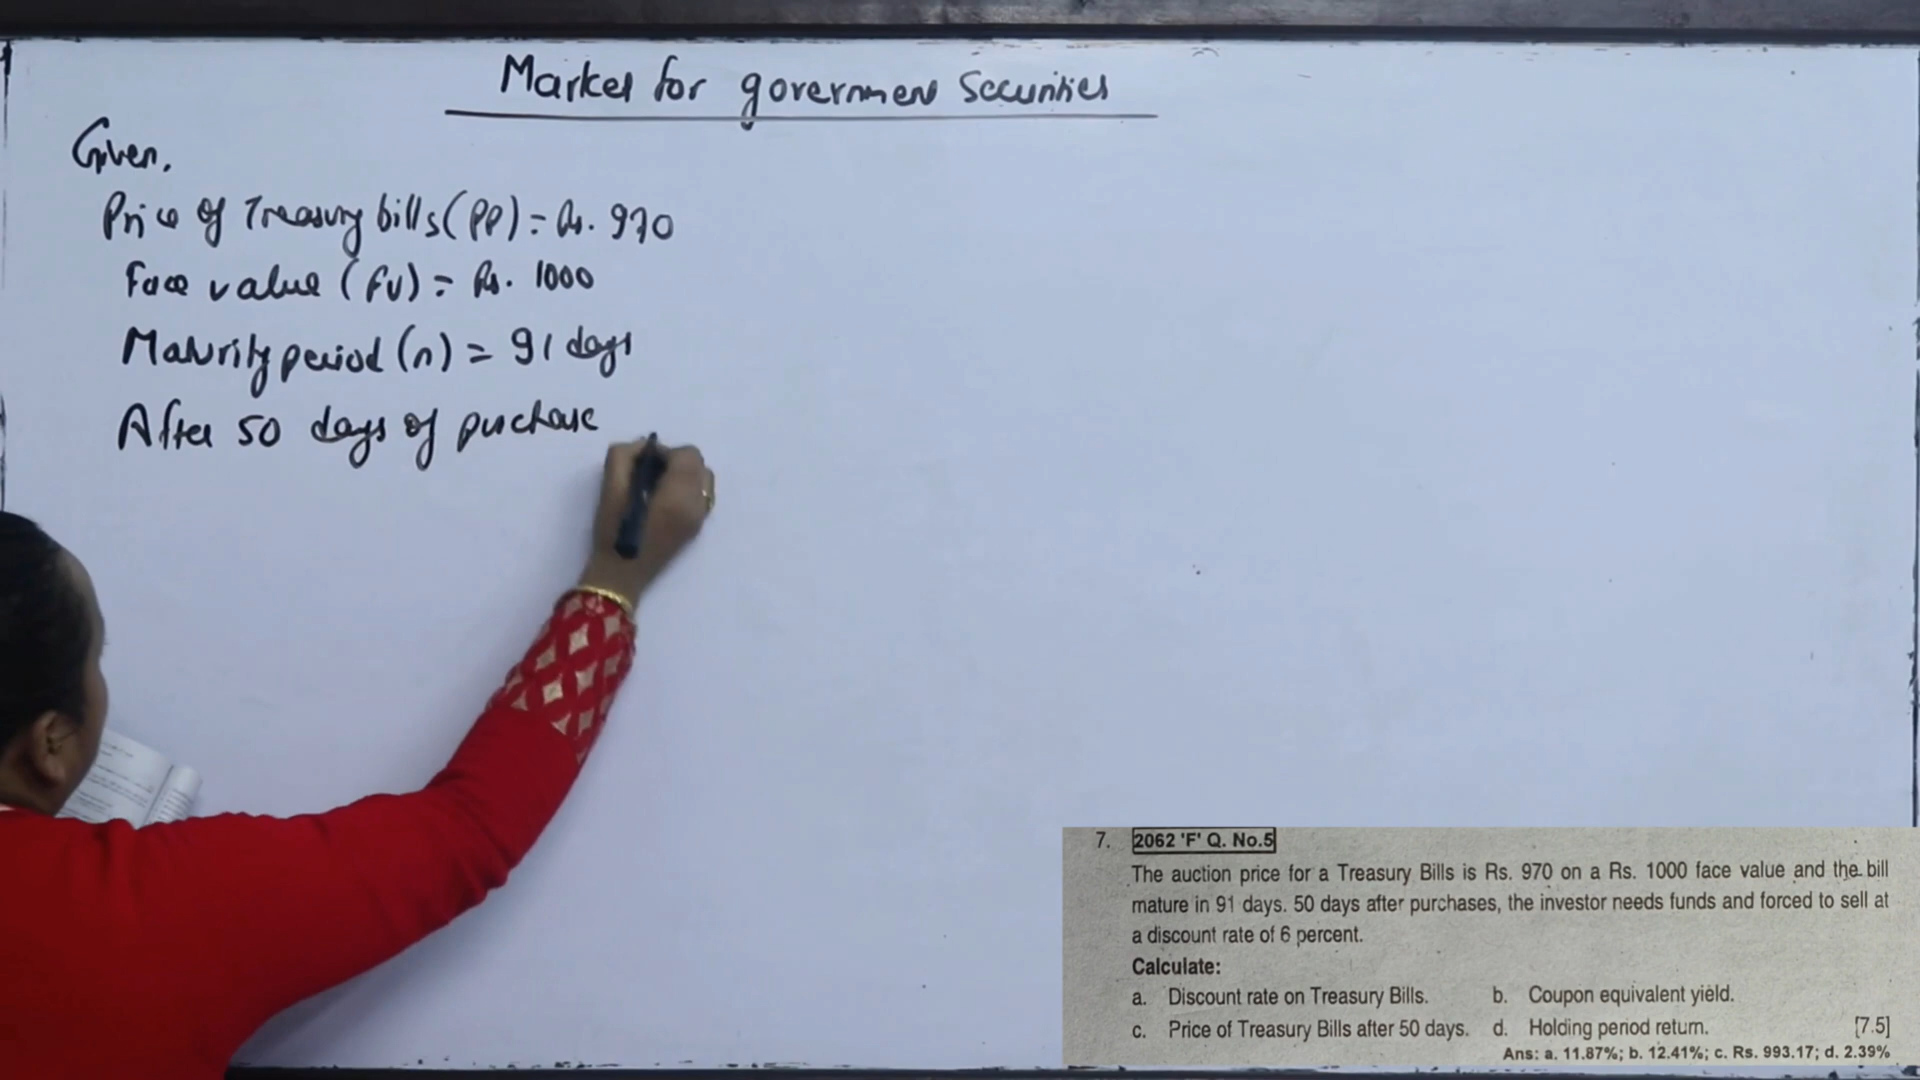 Market for government Securities
Given,
Price of Treasury bills (PP) = Rs. 970
Face value (FV) = Rs. 1000
Maturity period (n) = 91 days
After 50 days of purchase
7. 2062 'F' Q. No.5
The auction price for a Treasury Bills is Rs. 970 on a Rs. 1000 face value and the bill
mature in 91 days. 50 days after purchases, the investor needs funds and forced to sell at
a discount rate of 6 percent.
Calculate:
a. Discount rate on Treasury Bills. b. Coupon equivalent yield.
c. Price of Treasury Bills after 50 days. d. Holding period return. [7.5]
Ans: a. 11.87%; b. 12.41%; c. Rs. 993.17; d. 2.39%